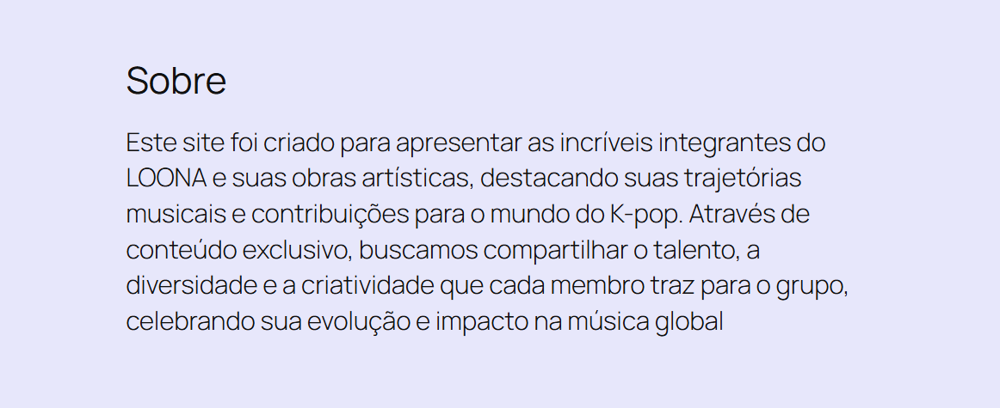 Sobre
Este site foi criado para apresentar as incríveis integrantes do
LOONA e suas obras artísticas, destacando suas trajetórias
musicais e contribuições para o mundo do K-pop. Através de
conteúdo exclusivo, buscamos compartilhar o talento, a
diversidade e a criatividade que cada membro traz para o grupo,
celebrando sua evolução e impacto na música global